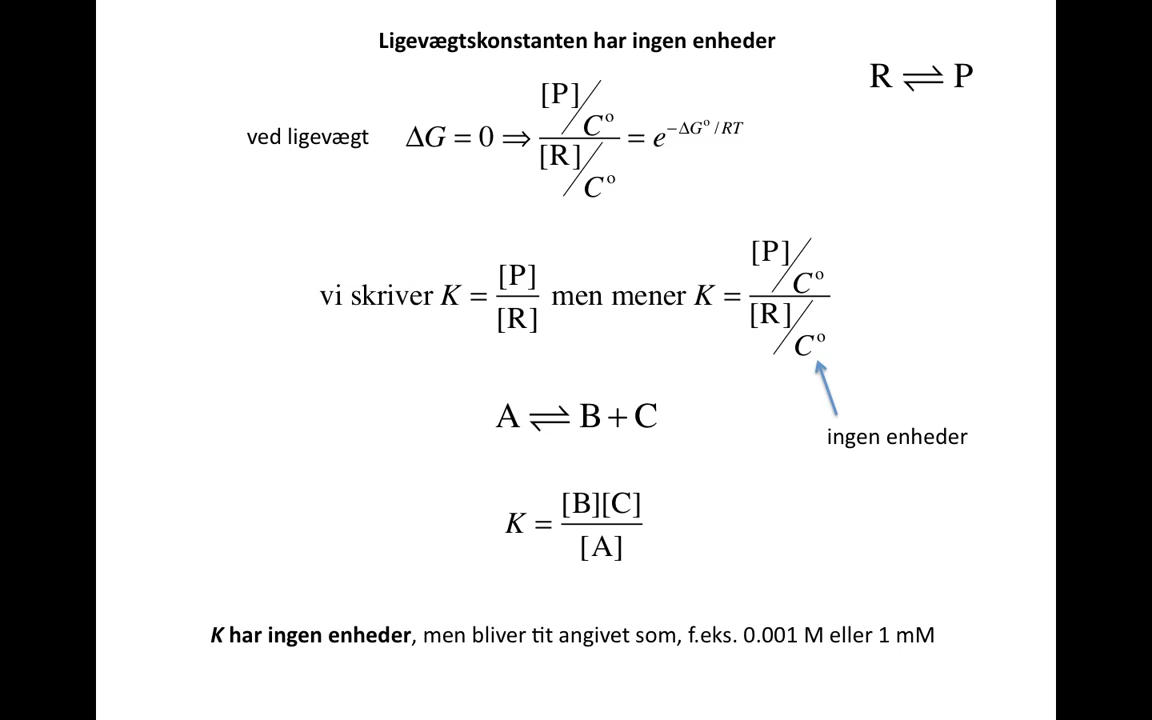 Ligevægtskonstanten har ingen enheder
R ⇌ P
ved ligevægt ΔG = 0 ⇒ ([P]/C°)/([R]/C°) = e^(−ΔG°/RT)
vi skriver K = [P]/[R] men mener K = ([P]/C°)/([R]/C°)
A ⇌ B + C
ingen enheder
K = [B][C]/[A]
K har ingen enheder, men bliver tit angivet som, f.eks. 0.001 M eller 1 mM